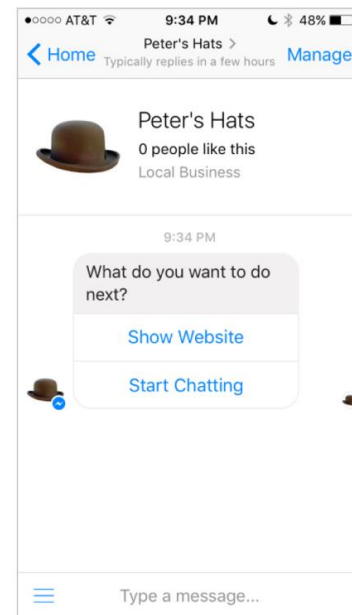 ●○○○○ AT&T 9:34 PM 48%
Home Peter's Hats > Manage
Typically replies in a few hours
Peter's Hats
0 people like this
Local Business
9:34 PM
What do you want to do
next?
Show Website
Start Chatting
Type a message...